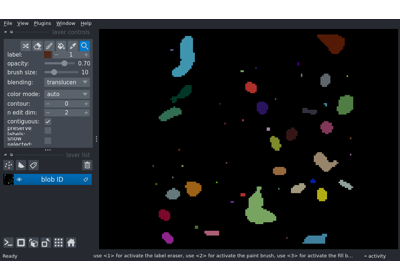 File View Plugins Window Help
layer controls
label: 1
opacity: 0.70
brush size: 10
blending: translucen
color mode: auto
contour: 0
n edit dim: 2
contiguous:
preserve
labels:
show
selected:
layer list
blob ID
Ready use <1> for activate the label eraser, use <2> for activate the paint brush, use <3> for activate the fill b... activity